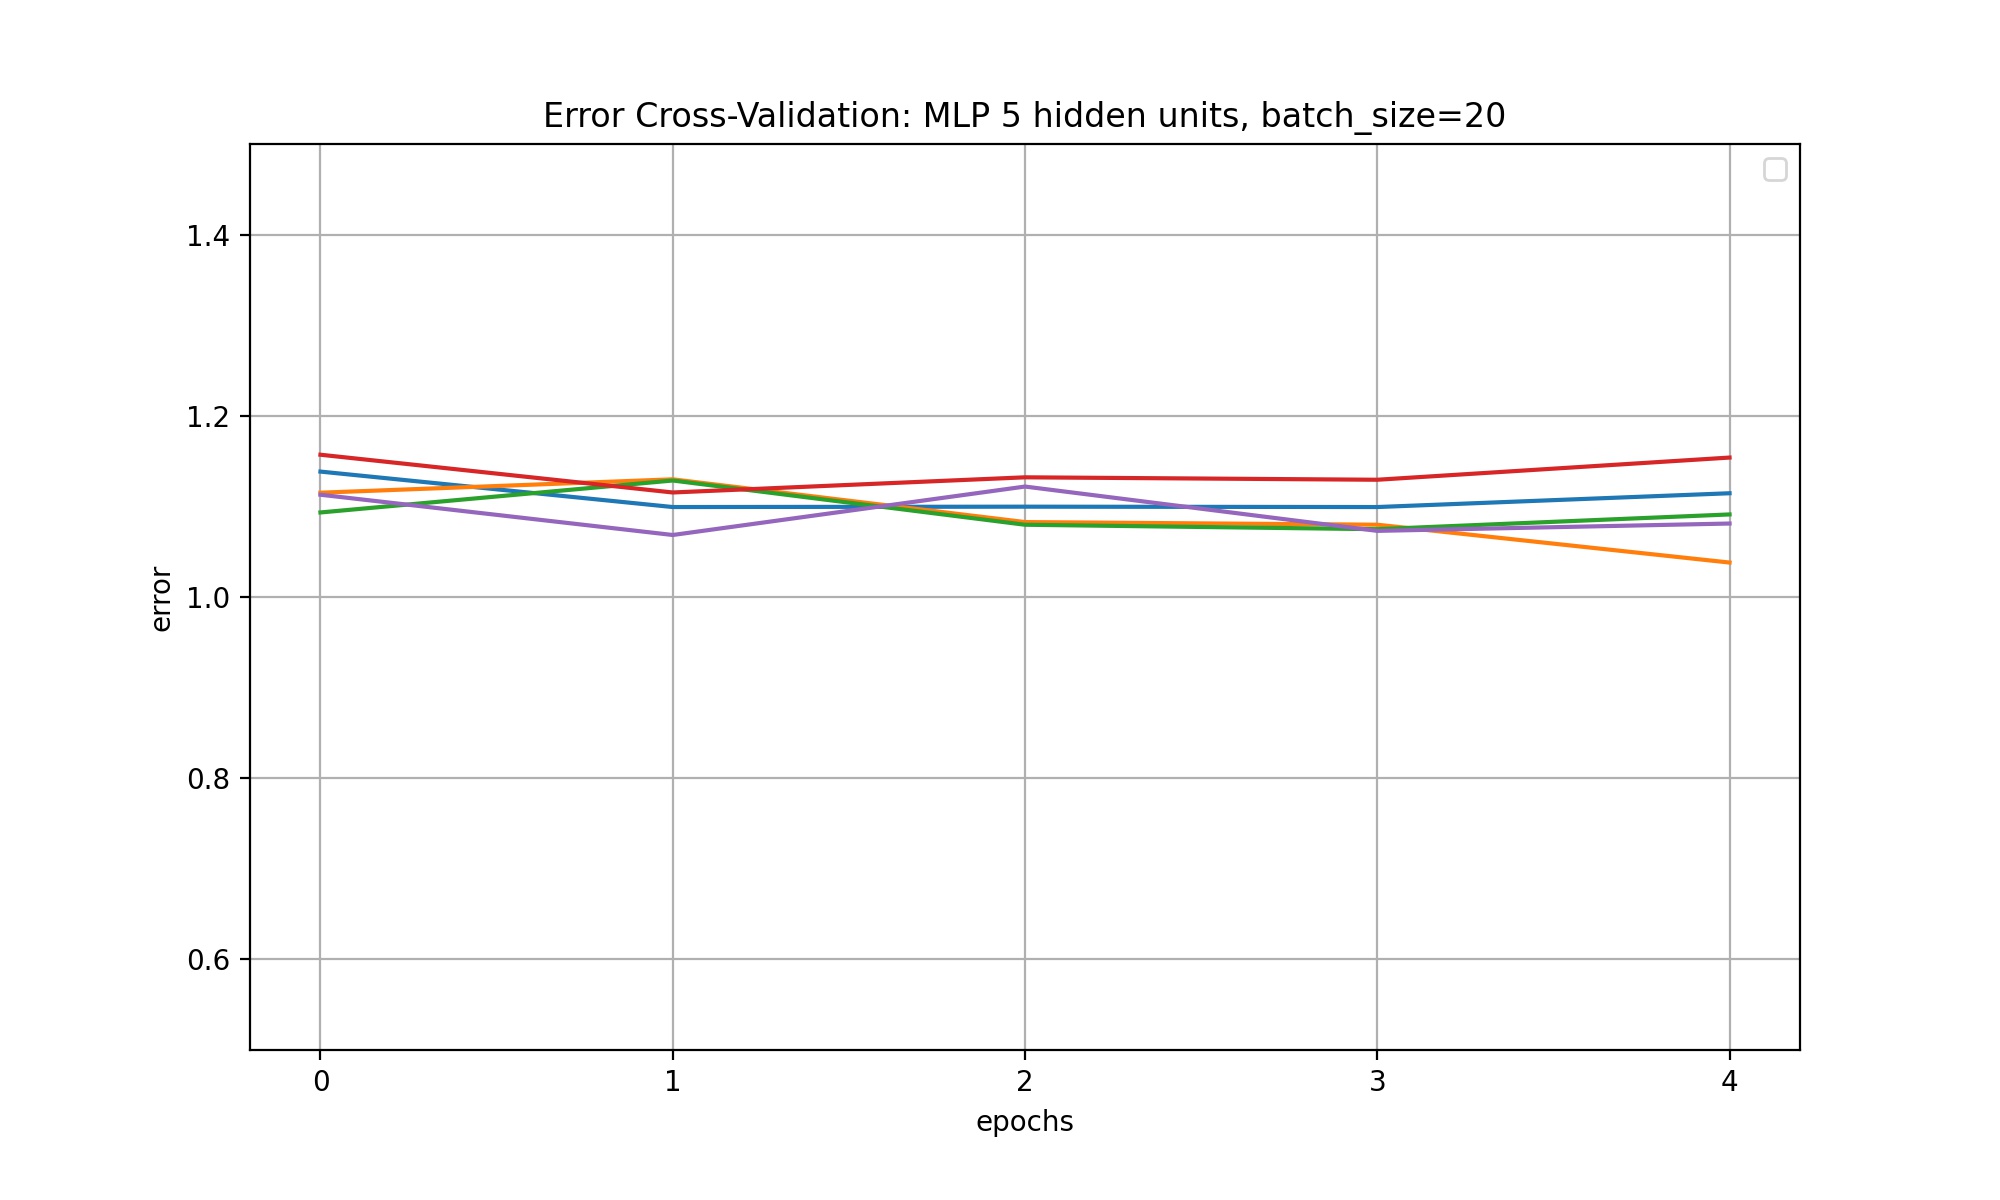 Error Cross-Validation: MLP 5 hidden units, batch_size=20
1.4
1.2
1.0
0.8
0.6
error
0 1 2 3 4
epochs